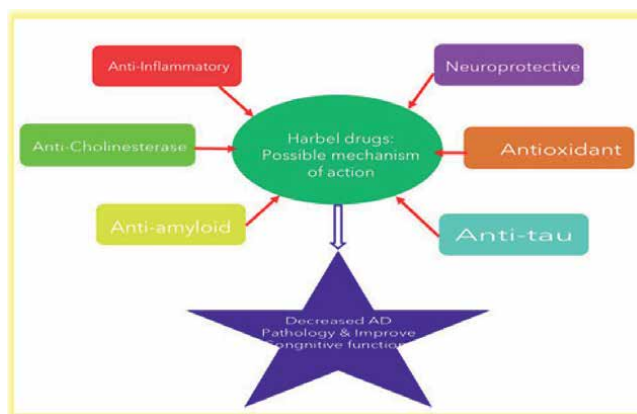 Anti-Inflammatory
Neuroprotective
Harbel drugs:
Possible mechanism
of action
Anti-Cholinesterase
Antioxidant
Anti-amyloid
Anti-tau
Decreased AD
Pathology & Improve
Congnitive function